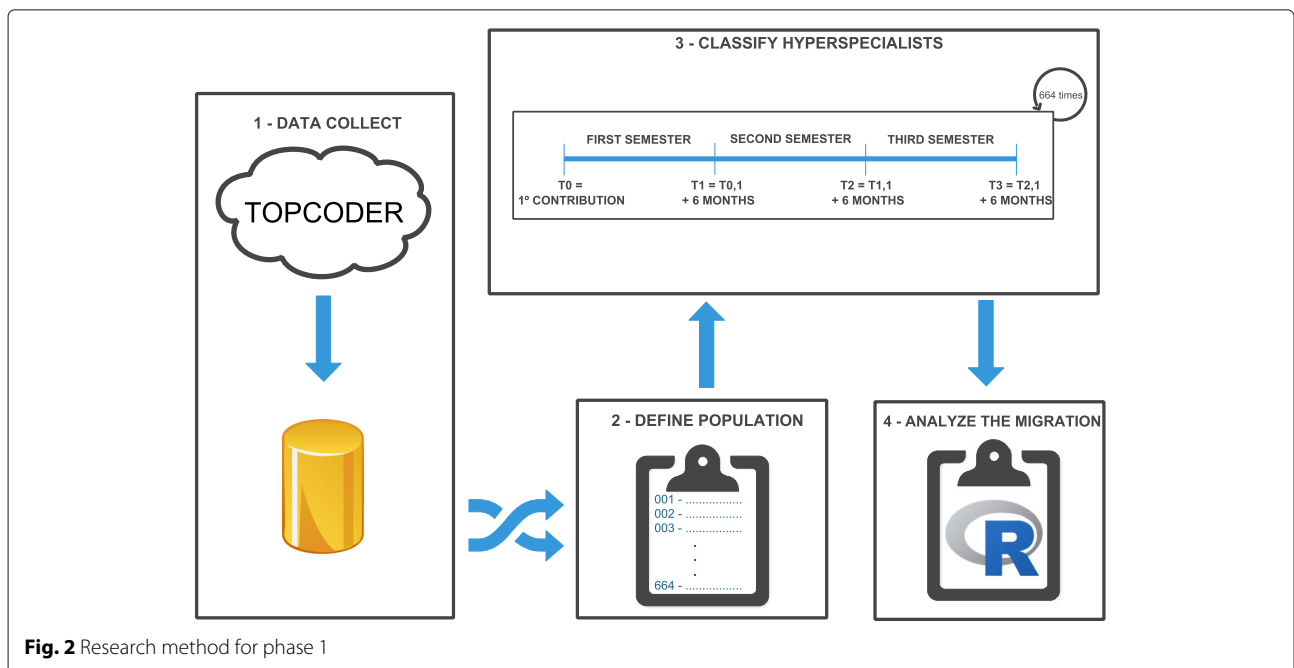 1 - DATA COLLECT
TOPCODER
3 - CLASSIFY HYPERSPECIALISTS
664 times
FIRST SEMESTER
SECOND SEMESTER
THIRD SEMESTER
T0 =
1º CONTRIBUTION
T1 = T0,1
+ 6 MONTHS
T2 = T1,1
+ 6 MONTHS
T3 = T2,1
+ 6 MONTHS
2 - DEFINE POPULATION
001 - ................
002 - ................
003 - ................
.
.
.
664 - ................
4 - ANALYZE THE MIGRATION
R
Fig. 2 Research method for phase 1